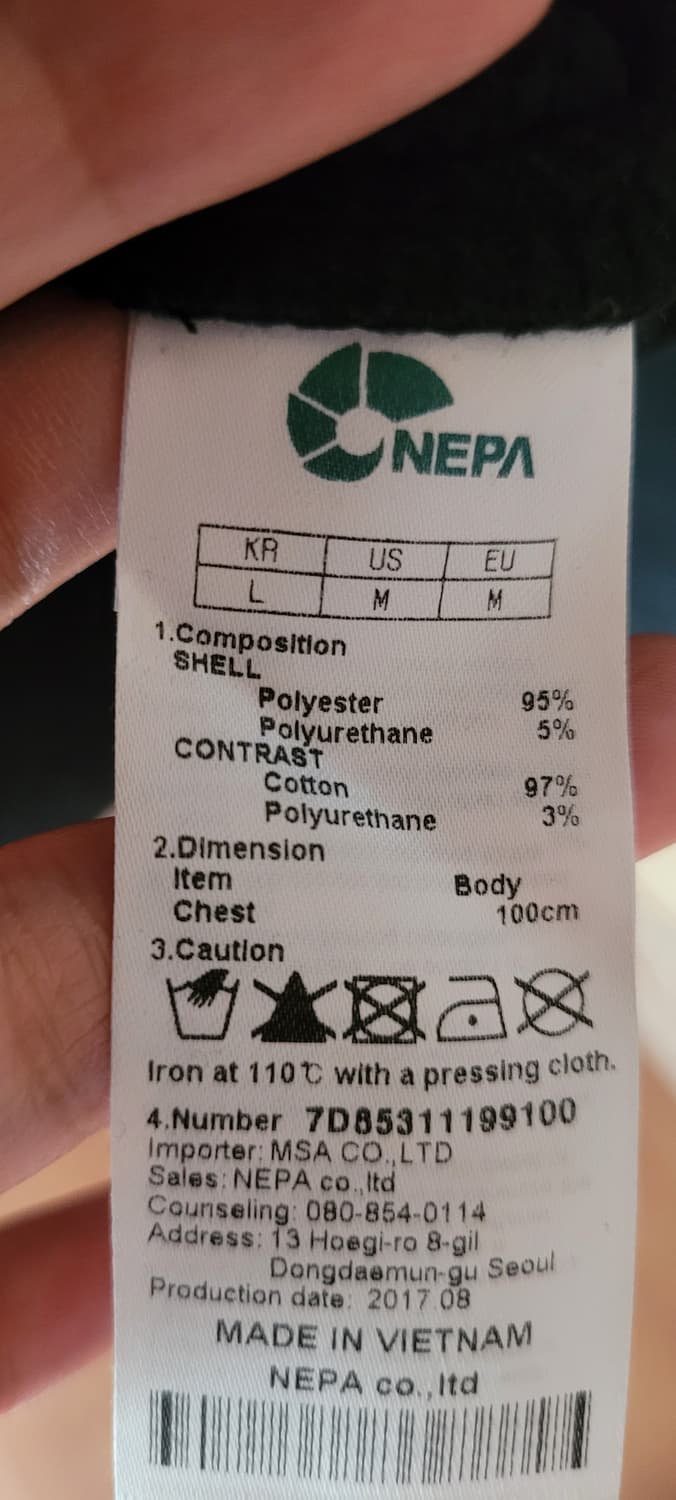 NEPA
KR US EU
L M M
1.Composition
SHELL
Polyester 95%
Polyurethane 5%
CONTRAST
Cotton 97%
Polyurethane 3%
2.Dimension
Item Body
Chest 100cm
3.Caution
Iron at 110℃ with a pressing cloth.
4.Number 7D85311199100
Importer: MSA CO.,LTD
Sales: NEPA co.,ltd
Counseling: 080-854-0114
Address: 13 Hoegi-ro 8-gil
Dongdaemun-gu Seoul
Production date: 2017 08
MADE IN VIETNAM
NEPA co.,ltd